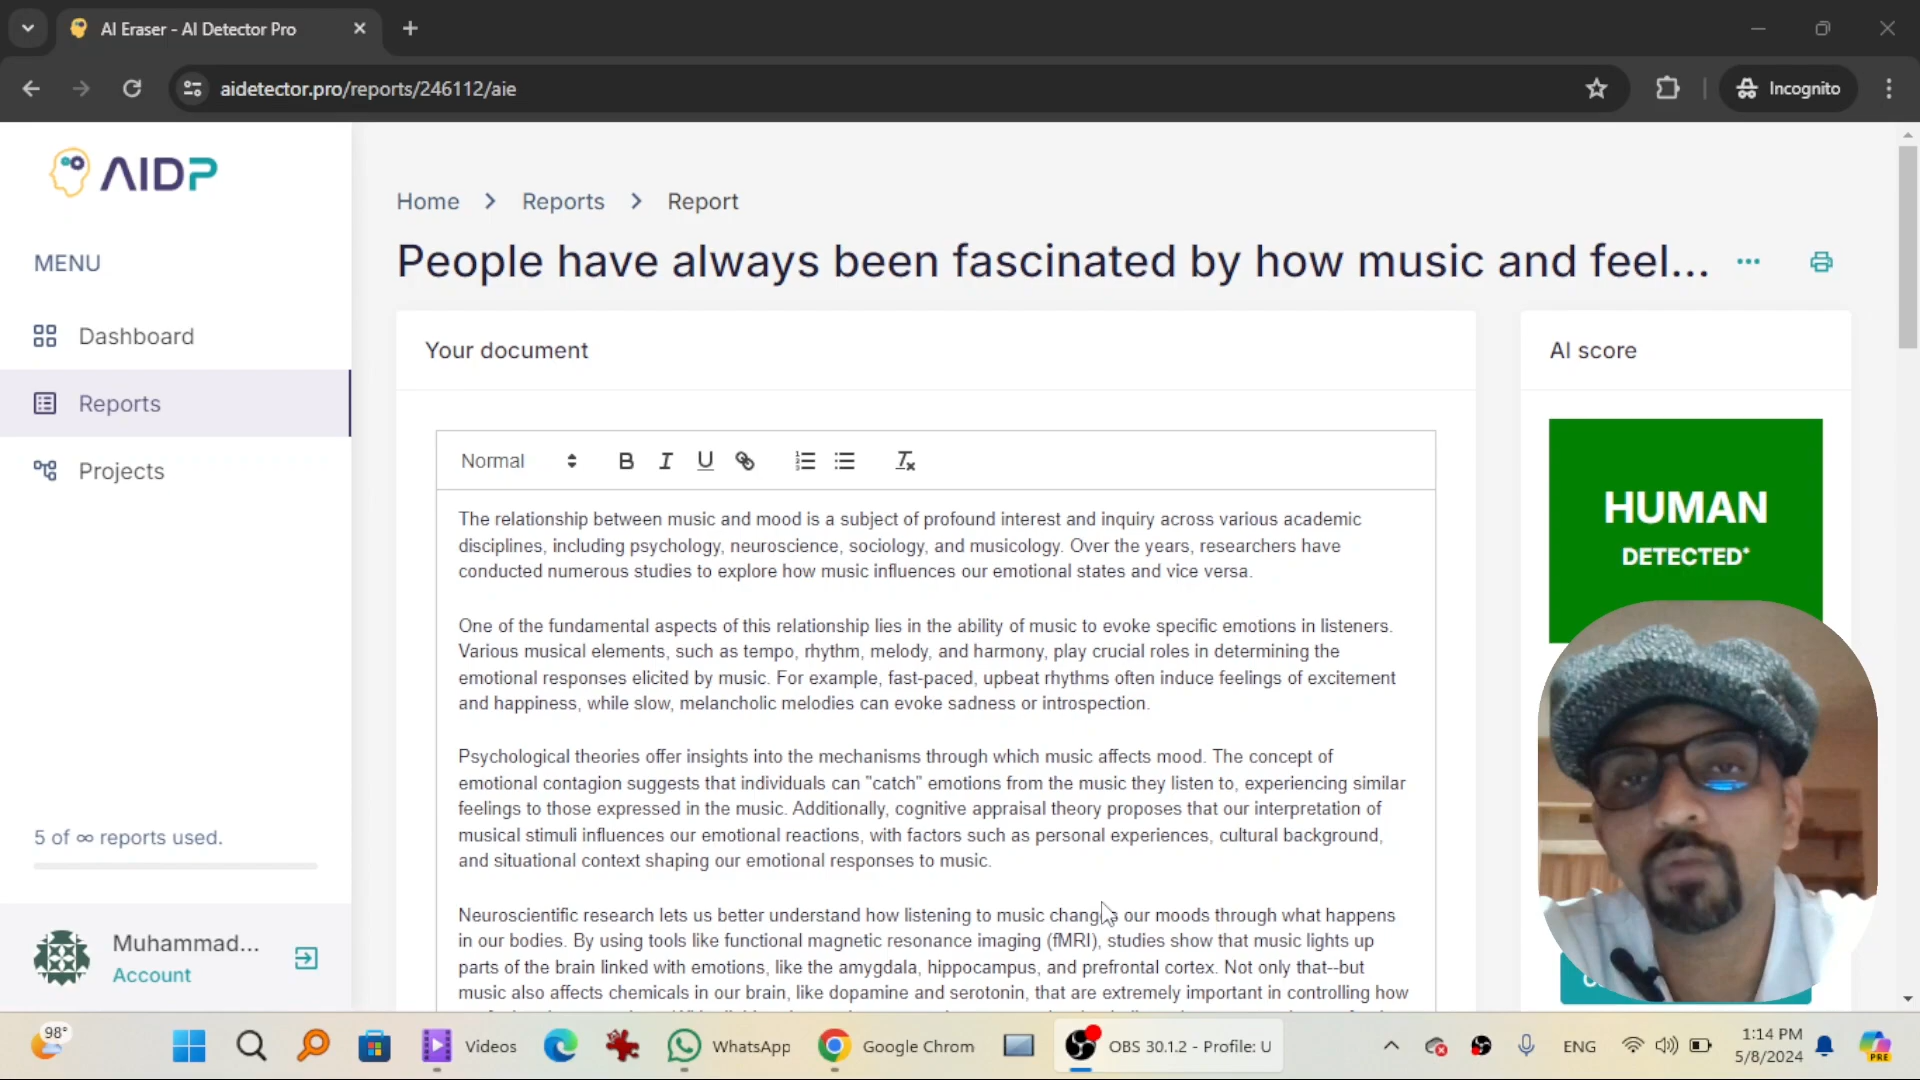 AI Eraser - AI Detector Pro
aidetector.pro/reports/246112/aie
Incognito
AIDP
MENU
Dashboard
Reports
Projects
5 of ∞ reports used.
Muhammad...
Account
Home > Reports > Report
People have always been fascinated by how music and feel...
Your document
Normal
B I U
The relationship between music and mood is a subject of profound interest and inquiry across various academic
disciplines, including psychology, neuroscience, sociology, and musicology. Over the years, researchers have
conducted numerous studies to explore how music influences our emotional states and vice versa.
One of the fundamental aspects of this relationship lies in the ability of music to evoke specific emotions in listeners.
Various musical elements, such as tempo, rhythm, melody, and harmony, play crucial roles in determining the
emotional responses elicited by music. For example, fast-paced, upbeat rhythms often induce feelings of excitement
and happiness, while slow, melancholic melodies can evoke sadness or introspection.
Psychological theories offer insights into the mechanisms through which music affects mood. The concept of
emotional contagion suggests that individuals can "catch" emotions from the music they listen to, experiencing similar
feelings to those expressed in the music. Additionally, cognitive appraisal theory proposes that our interpretation of
musical stimuli influences our emotional reactions, with factors such as personal experiences, cultural background,
and situational context shaping our emotional responses to music.
Neuroscientific research lets us better understand how listening to music changes our moods through what happens
in our bodies. By using tools like functional magnetic resonance imaging (fMRI), studies show that music lights up
parts of the brain linked with emotions, like the amygdala, hippocampus, and prefrontal cortex. Not only that--but
music also affects chemicals in our brain, like dopamine and serotonin, that are extremely important in controlling how
AI score
HUMAN
DETECTED*
98°
Videos
WhatsApp
Google Chrom
OBS 30.1.2 - Profile: U
ENG
1:14 PM
5/8/2024
PRE